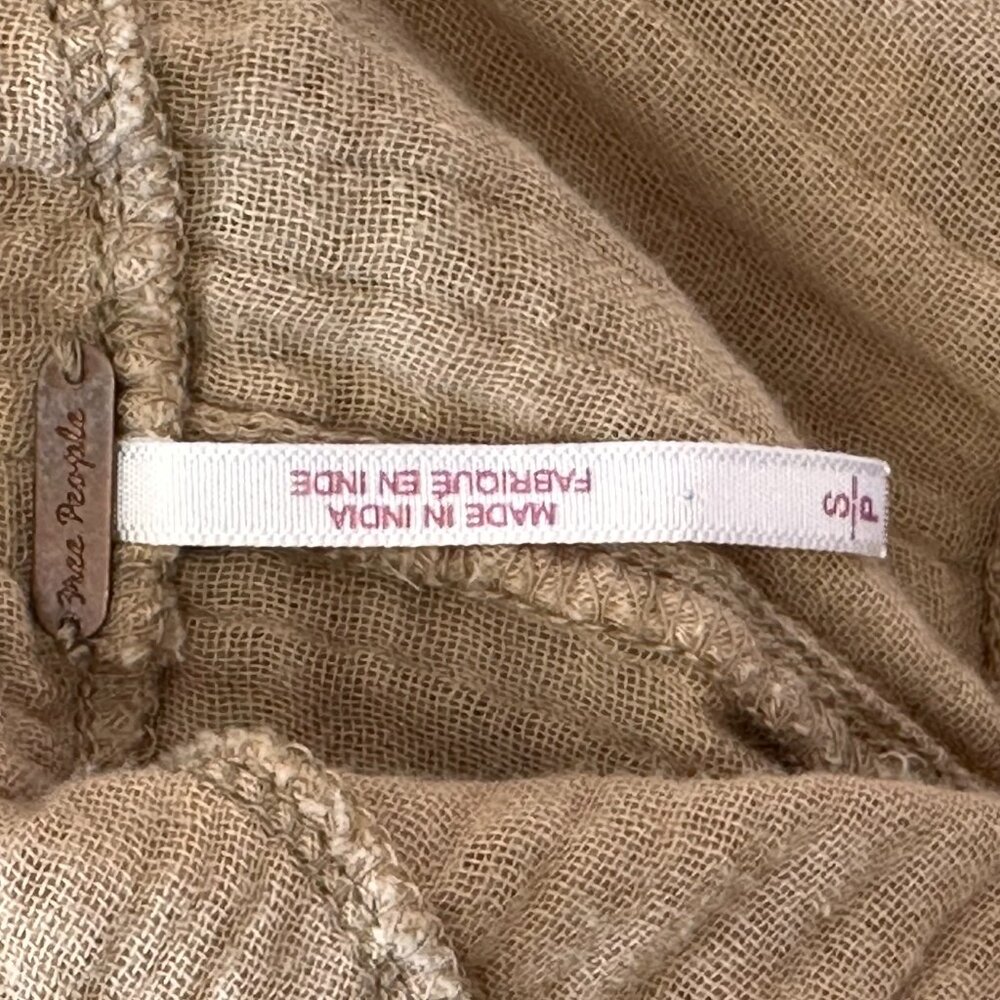 Free People
MADE IN INDIA
FABRIQUÉ EN INDE
S/P